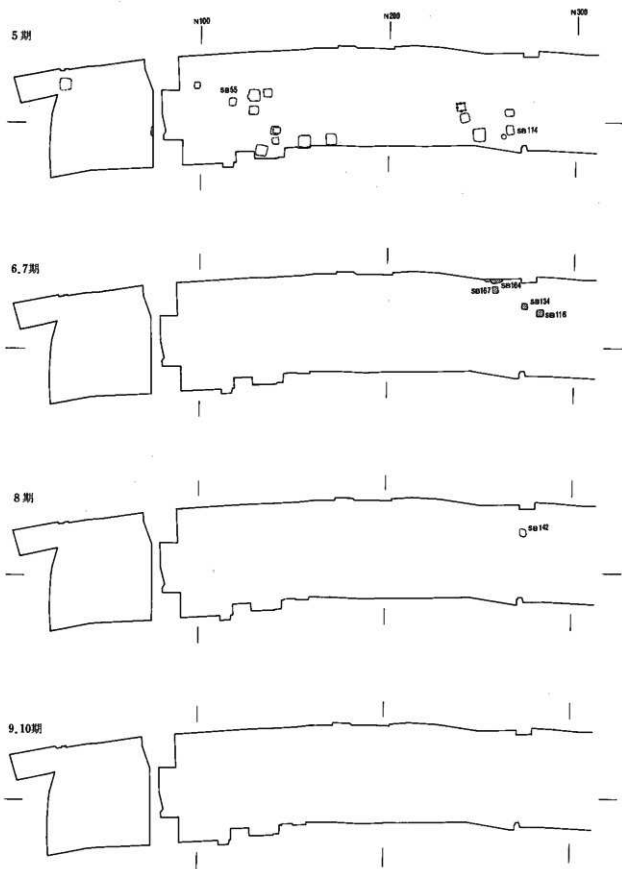 N100 N200 N300
5期
SB55
SB114
6.7期
SB167 SB164
SB134
SB116
8期
SB142
9.10期